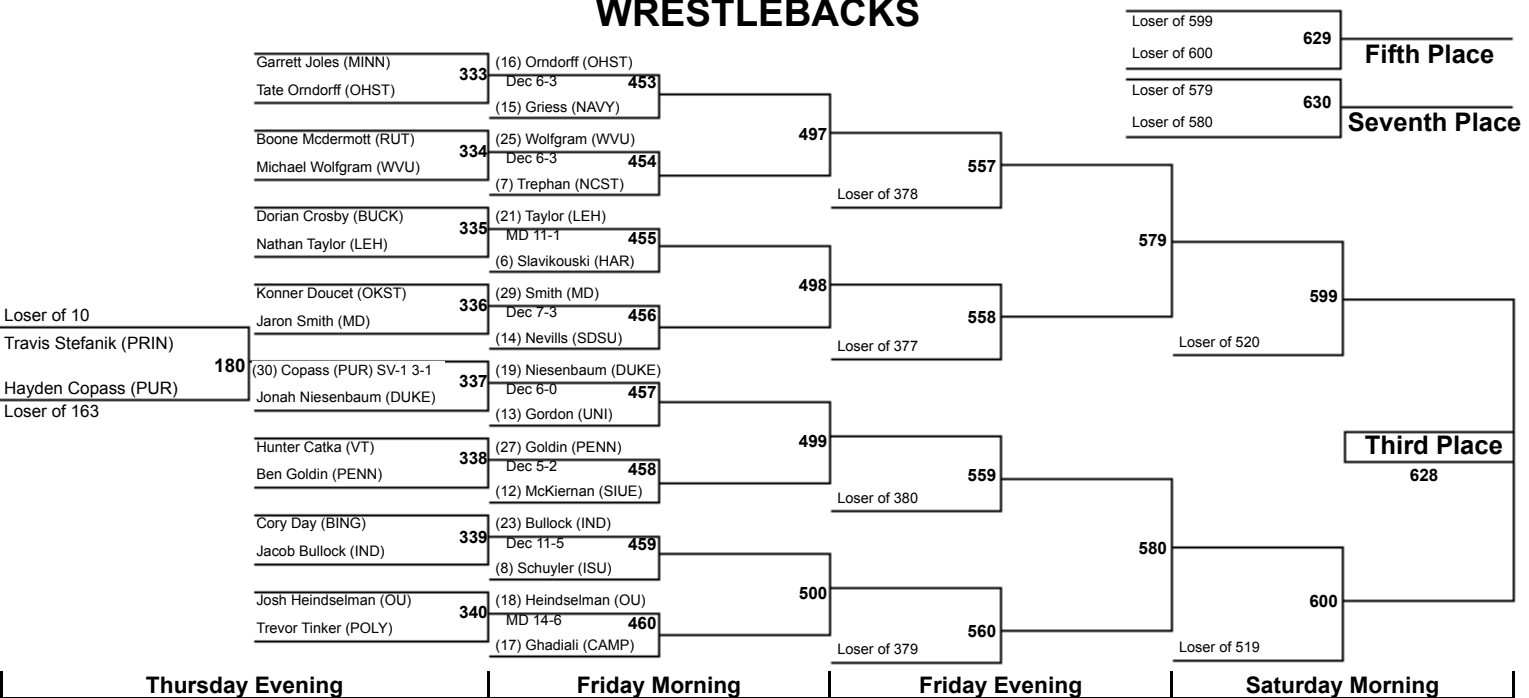 WRESTLEBACKS
Loser of 599
629
Loser of 600
Fifth Place
Loser of 579
630
Loser of 580
Seventh Place
Loser of 10
Travis Stefanik (PRIN)
180
Hayden Copass (PUR)
Loser of 163
Garrett Joles (MINN)
333
Tate Orndorff (OHST)
Boone Mcdermott (RUT)
334
Michael Wolfgram (WVU)
Dorian Crosby (BUCK)
335
Nathan Taylor (LEH)
Konner Doucet (OKST)
336
Jaron Smith (MD)
(30) Copass (PUR) SV-1 3-1
337
Jonah Niesenbaum (DUKE)
Hunter Catka (VT)
338
Ben Goldin (PENN)
Cory Day (BING)
339
Jacob Bullock (IND)
Josh Heindselman (OU)
340
Trevor Tinker (POLY)
(16) Orndorff (OHST)
Dec 6-3
453
(15) Griess (NAVY)
(25) Wolfgram (WVU)
Dec 6-3
454
(7) Trephan (NCST)
(21) Taylor (LEH)
MD 11-1
455
(6) Slavikouski (HAR)
(29) Smith (MD)
Dec 7-3
456
(14) Nevills (SDSU)
(19) Niesenbaum (DUKE)
Dec 6-0
457
(13) Gordon (UNI)
(27) Goldin (PENN)
Dec 5-2
458
(12) McKiernan (SIUE)
(23) Bullock (IND)
Dec 11-5
459
(8) Schuyler (ISU)
(18) Heindselman (OU)
MD 14-6
460
(17) Ghadiali (CAMP)
497
498
499
500
557
Loser of 378
558
Loser of 377
559
Loser of 380
560
Loser of 379
579
580
599
Loser of 520
600
Loser of 519
Third Place
628
Thursday Evening
Friday Morning
Friday Evening
Saturday Morning